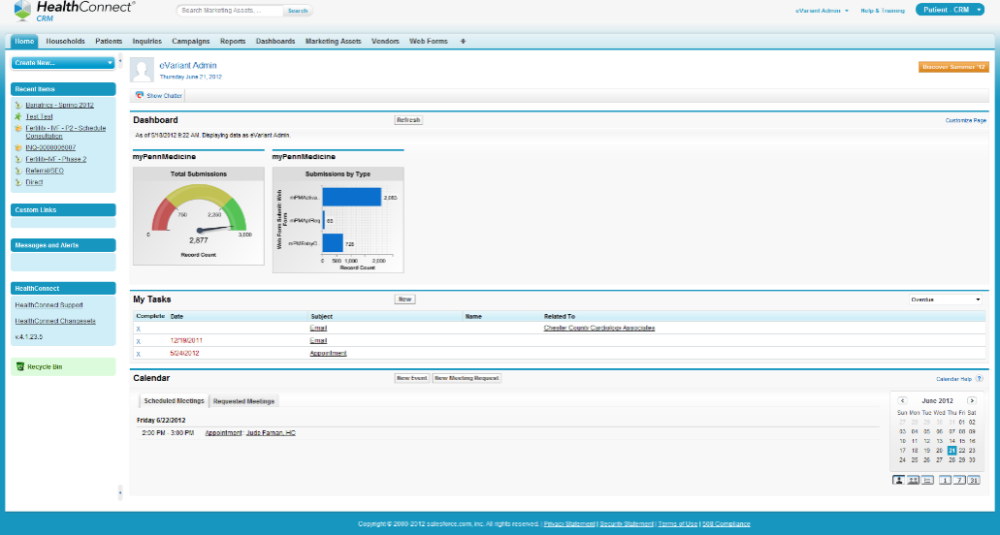 HealthConnect®
CRM
Search Marketing Assets....
Search
eVariant Admin
Help & Training
Patient - CRM
Home Households Patients Inquiries Campaigns Reports Dashboards Marketing Assets Vendors Web Forms +
Create New...
Recent Items
Bariatrics - Spring 2012
Test Test
Fertility - IVF - P2 - Schedule
Consultation
INQ-0000006007
Fertility-IVF - Phase 2
Referral/SEO
Direct
Custom Links
Messages and Alerts
HealthConnect
HealthConnect Support
HealthConnect Changesets
v.4.1.23.5
Recycle Bin
eVariant Admin
Thursday June 21, 2012
Discover Summer '12
Show Chatter
Dashboard
Refresh
Customize Page
As of 5/18/2012 9:22 AM. Displaying data as eVariant Admin.
myPennMedicine
Total Submissions
750 2,250
0 3,000
2,877
Record Count
myPennMedicine
Submissions by Type
Web Form: Submit Web
Form
mPMActiva...
2,083
mPMAptReq
65
728
0 500 1,000 2,000
Record Count
My Tasks
New
Overdue
Complete Date Subject Name Related To
X Email Chester County Cardiology Associates
X 12/19/2011 Email
X 5/24/2012 Appointment
Calendar
New Event
New Meeting Request
Calendar Help
?
Scheduled Meetings
Requested Meetings
Friday 6/22/2012
2:00 PM - 3:00 PM Appointment: Jude Farnan, HC
June 2012
Sun Mon Tue Wed Thu Fri Sat
27 28 29 30 31 01 02
03 04 05 06 07 08 09
10 11 12 13 14 15 16
17 18 19 20 21 22 23
24 25 26 27 28 29 30
1 7 31
Copyright © 2000-2012 salesforce.com, inc. All rights reserved. | Privacy Statement | Security Statement | Terms of Use | 508 Compliance